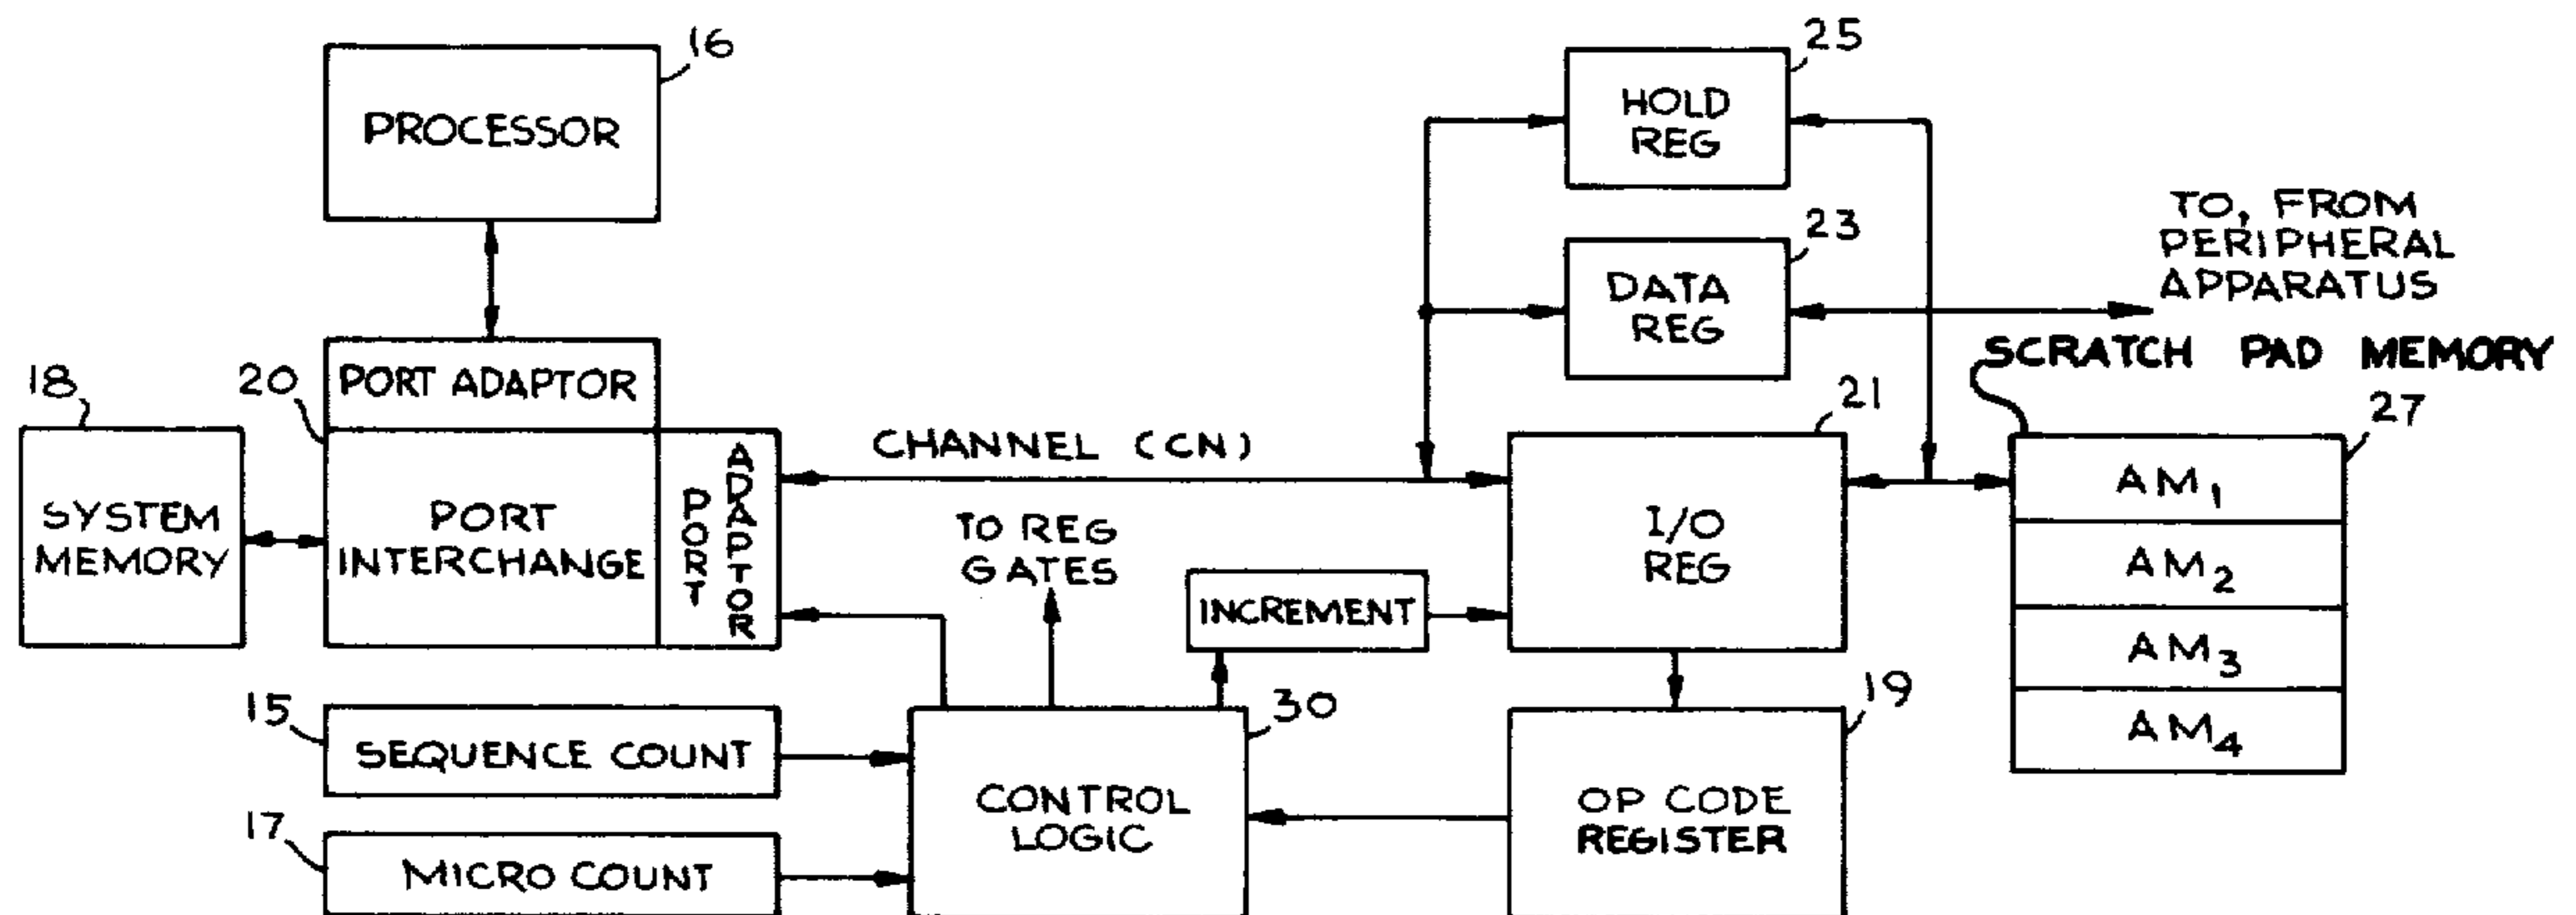 16
PROCESSOR
25
HOLD
REG
23
DATA
REG
TO, FROM
PERIPHERAL
APPARATUS
SCRATCH PAD MEMORY
18
20
PORT ADAPTOR
21
27
SYSTEM
MEMORY
PORT
INTERCHANGE
PORT
ADAPTOR
CHANNEL (CN)
TO REG
GATES
INCREMENT
I/O
REG
AM1
AM2
AM3
AM4
15
SEQUENCE COUNT
30
19
17
MICRO COUNT
CONTROL
LOGIC
OP CODE
REGISTER